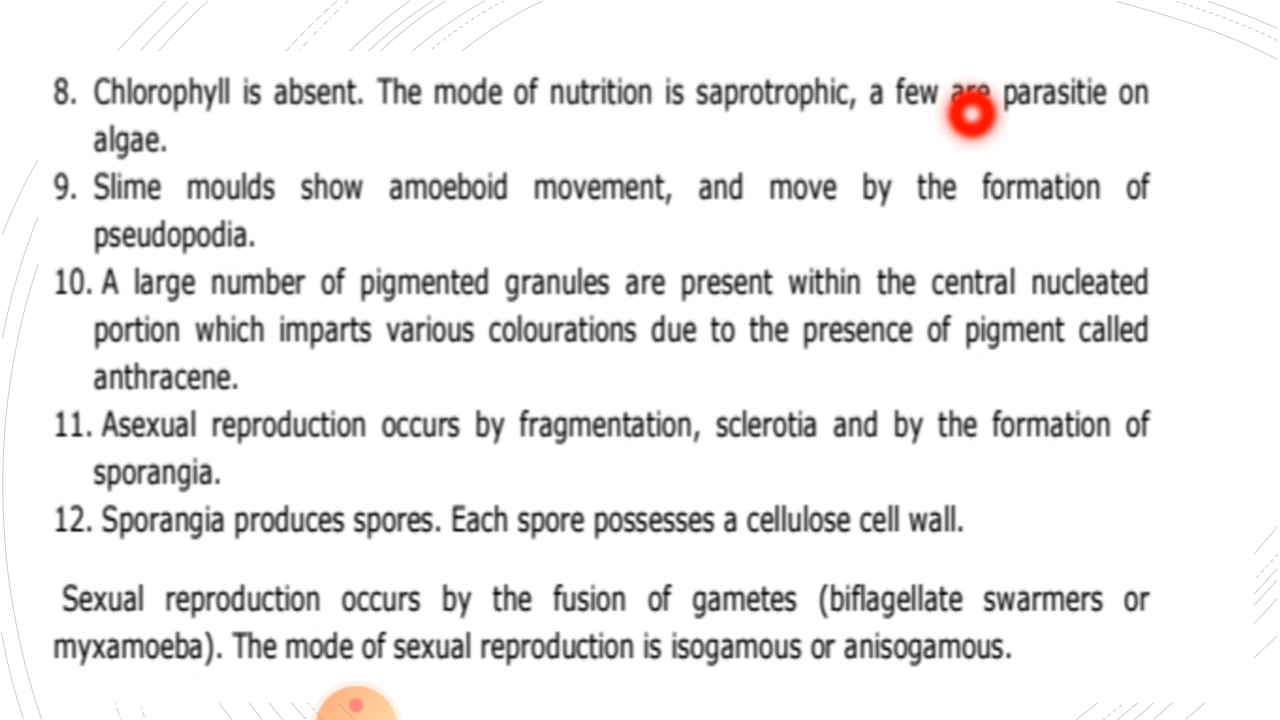 8. Chlorophyll is absent. The mode of nutrition is saprotrophic, a few are parasitie on
algae.
9. Slime moulds show amoeboid movement, and move by the formation of
pseudopodia.
10. A large number of pigmented granules are present within the central nucleated
portion which imparts various colourations due to the presence of pigment called
anthracene.
11. Asexual reproduction occurs by fragmentation, sclerotia and by the formation of
sporangia.
12. Sporangia produces spores. Each spore possesses a cellulose cell wall.
Sexual reproduction occurs by the fusion of gametes (biflagellate swarmers or
myxamoeba). The mode of sexual reproduction is isogamous or anisogamous.